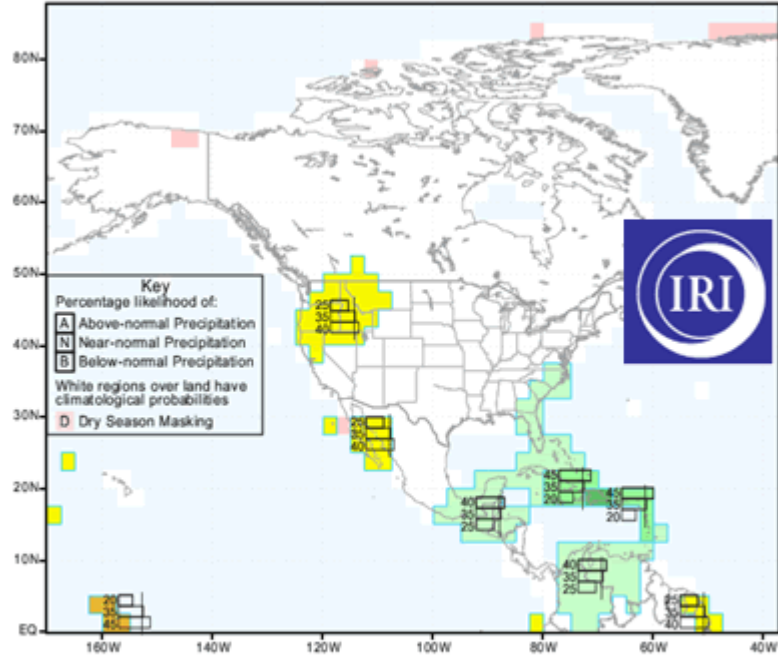 80N
70N
60N
50N
40N
30N
20N
10N
EQ
160W
140W
120W
100W
80W
60W
40W
Key
Percentage likelihood of:
A Above-normal Precipitation
N Near-normal Precipitation
B Below-normal Precipitation
White regions over land have
climatological probabilities
D Dry Season Masking
IRI
25
35
40
25
35
40
40
35
25
45
35
20
45
35
20
40
35
25
20
35
45
25
35
40